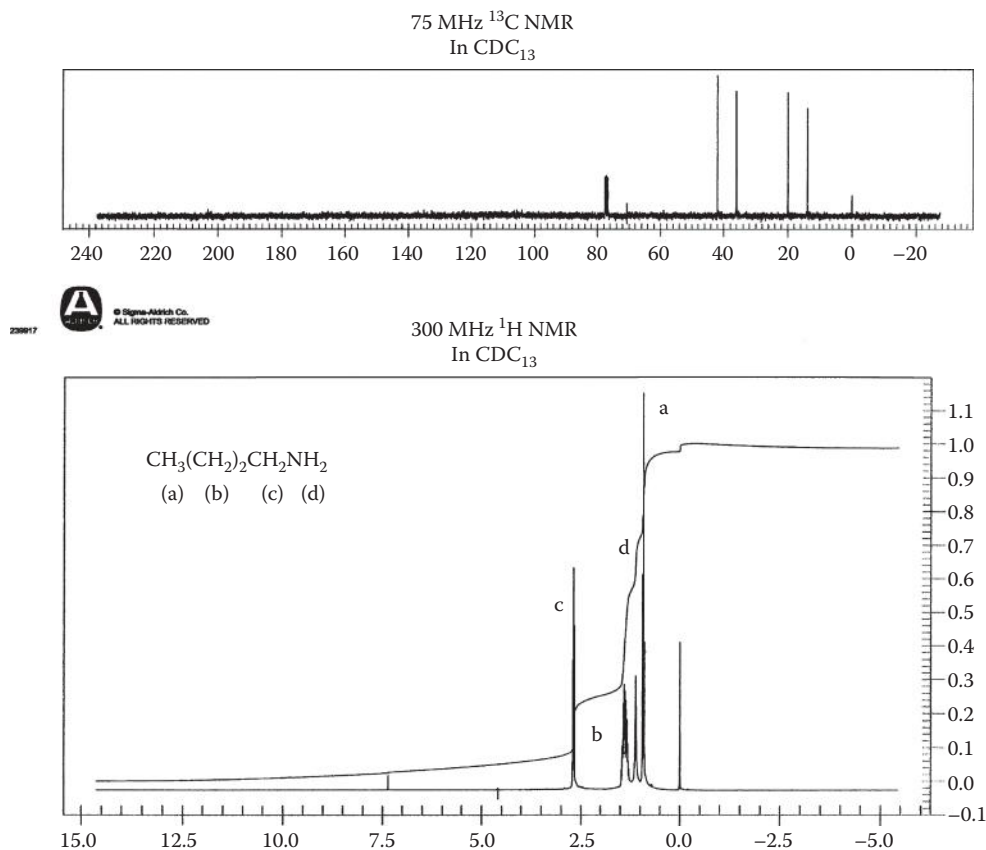 75 MHz ¹³C NMR
In CDC₁₃
240 220 200 180 160 140 120 100 80 60 40 20 0 −20
A
ALDRICH
© Sigma-Aldrich Co.
ALL RIGHTS RESERVED
239917
300 MHz ¹H NMR
In CDC₁₃
CH₃(CH₂)₂CH₂NH₂
(a) (b) (c) (d)
a
d
c
b
1.1
1.0
0.9
0.8
0.7
0.6
0.5
0.4
0.3
0.2
0.1
0.0
−0.1
15.0 12.5 10.0 7.5 5.0 2.5 0.0 −2.5 −5.0